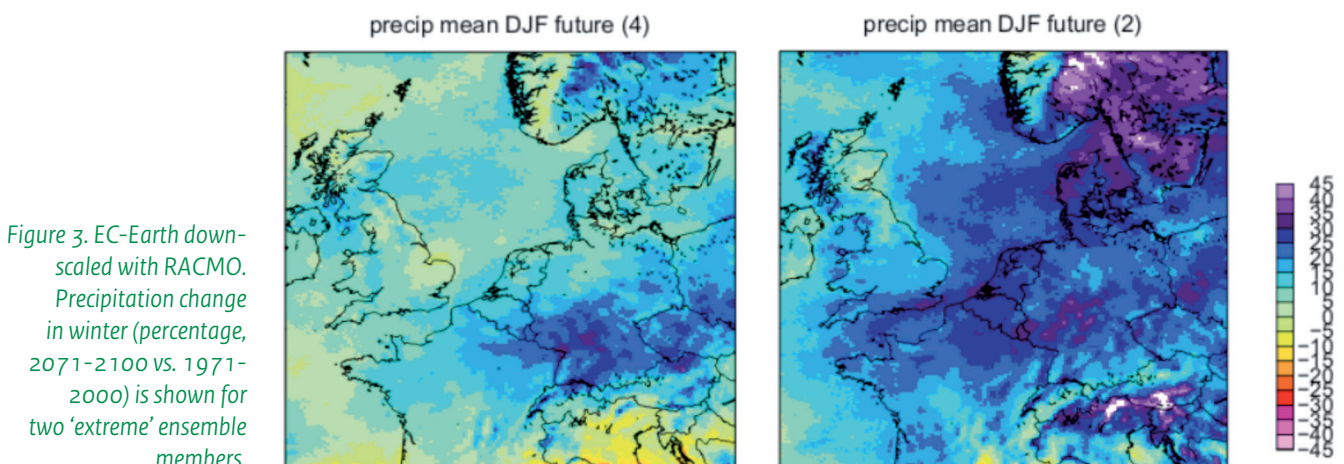 precip mean DJF future (4)
precip mean DJF future (2)
Figure 3. EC-Earth down-
scaled with RACMO.
Precipitation change
in winter (percentage,
2071-2100 vs. 1971-
2000) is shown for
two ‘extreme’ ensemble
members.
45
40
35
30
25
20
15
10
5
0
−5
−10
−15
−20
−25
−30
−35
−40
−45